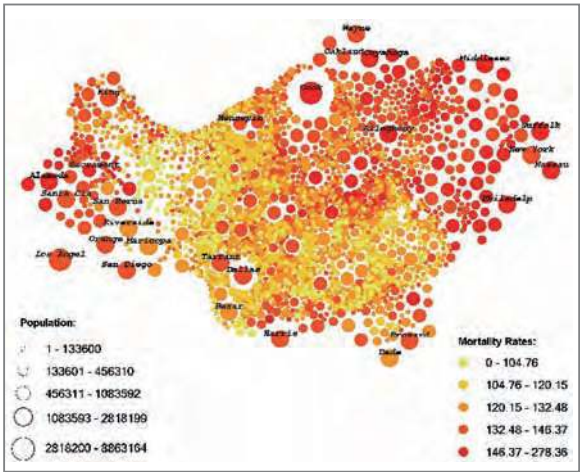 Wayne
Oakland
Cuyahoga
Middlesex
King
Cook
Hennepin
Allegheny
Suffolk
New York
Nassau
Sacrament
Alameda
Santa Cla
San Berna
Philadelp
Riverside
Orange
Maricopa
Los Angel
San Diego
Tarrant
Dallas
Bexar
Harris
Broward
Dade
Population:
1 - 133600
133601 - 456310
456311 - 1083592
1083593 - 2818199
2818200 - 8863164
Mortality Rates:
0 - 104.76
104.76 - 120.15
120.15 - 132.48
132.48 - 146.37
146.37 - 278.36